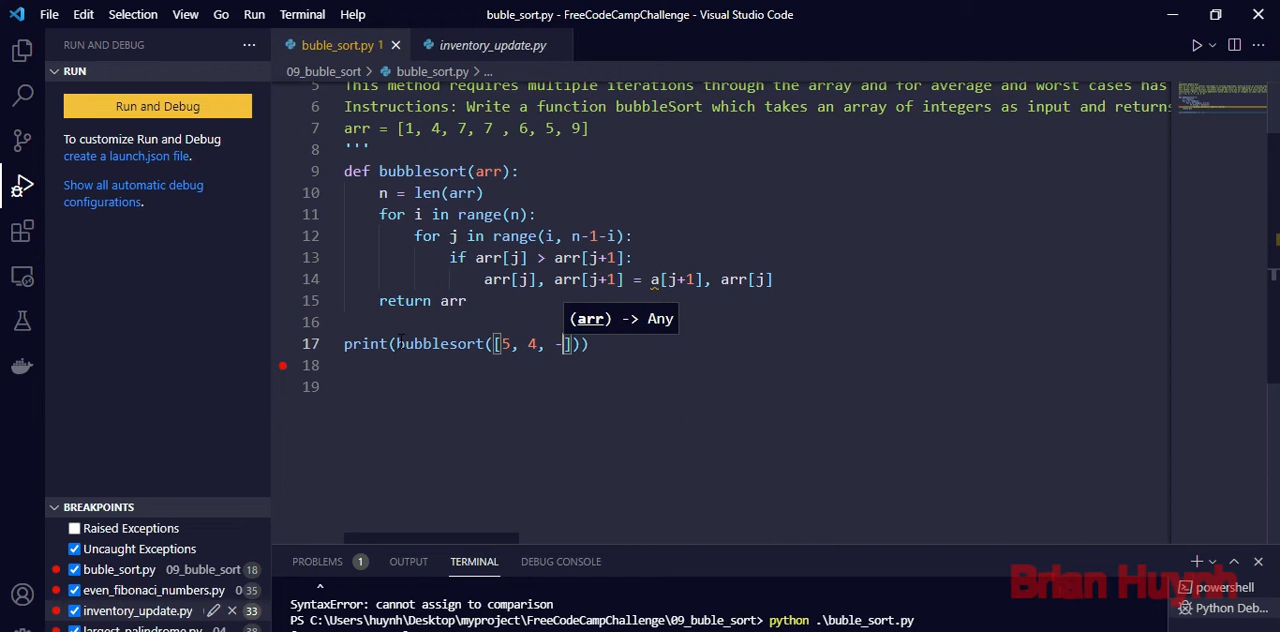 File Edit Selection View Go Run Terminal Help
buble_sort.py - FreeCodeCampChallenge - Visual Studio Code
RUN AND DEBUG ...
RUN
Run and Debug
To customize Run and Debug
create a launch.json file.
Show all automatic debug
configurations.
buble_sort.py 1
inventory_update.py
09_buble_sort > buble_sort.py > ...
5 This method requires multiple iterations through the array and for average and worst cases has
6 Instructions: Write a function bubbleSort which takes an array of integers as input and returns
7 arr = [1, 4, 7, 7 , 6, 5, 9]
8 '''
9 def bubblesort(arr):
10 n = len(arr)
11 for i in range(n):
12 for j in range(i, n-1-i):
13 if arr[j] > arr[j+1]:
14 arr[j], arr[j+1] = a[j+1], arr[j]
15 return arr
16
(arr) -> Any
17 print(bubblesort([5, 4, -]))
18
19
BREAKPOINTS
Raised Exceptions
Uncaught Exceptions
buble_sort.py 09_buble_sort 18
even_fibonaci_numbers.py 0 35
inventory_update.py 33
largest_palindrome.py 04
PROBLEMS 1 OUTPUT TERMINAL DEBUG CONSOLE
^
SyntaxError: cannot assign to comparison
PS C:\Users\huynh\Desktop\myproject\FreeCodeCampChallenge\09_buble_sort> python .\buble_sort.py
powershell
Python Deb...
Brian Huynh